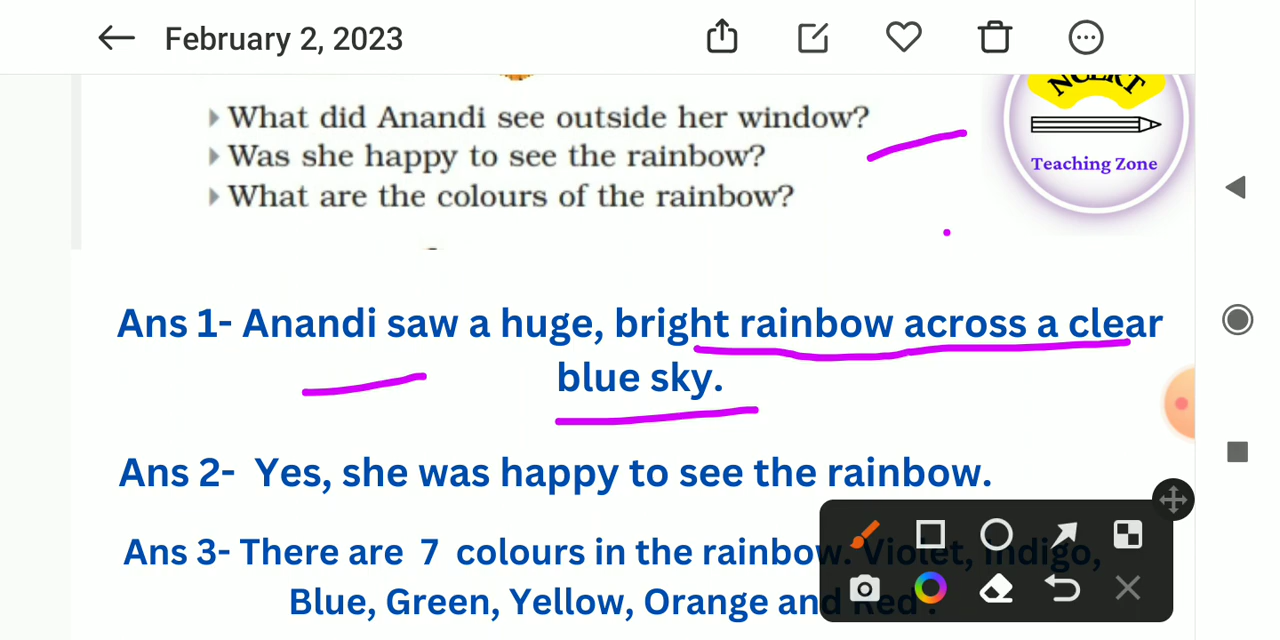 February 2, 2023
NCERT
What did Anandi see outside her window?
Was she happy to see the rainbow?
Teaching Zone
What are the colours of the rainbow?
Ans 1- Anandi saw a huge, bright rainbow across a clear
blue sky.
Ans 2- Yes, she was happy to see the rainbow.
Ans 3- There are 7 colours in the rainbow. Violet, Indigo,
Blue, Green, Yellow, Orange and Red .